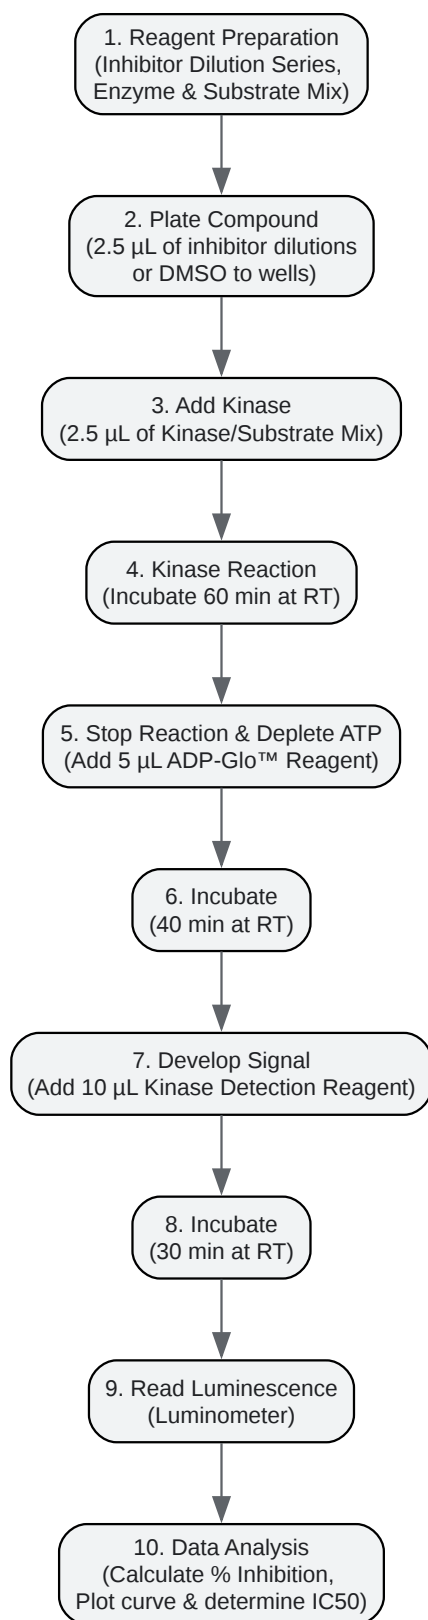 1. Reagent Preparation
(Inhibitor Dilution Series,
Enzyme & Substrate Mix)
2. Plate Compound
(2.5 µL of inhibitor dilutions
or DMSO to wells)
3. Add Kinase
(2.5 µL of Kinase/Substrate Mix)
4. Kinase Reaction
(Incubate 60 min at RT)
5. Stop Reaction & Deplete ATP
(Add 5 µL ADP-Glo™ Reagent)
6. Incubate
(40 min at RT)
7. Develop Signal
(Add 10 µL Kinase Detection Reagent)
8. Incubate
(30 min at RT)
9. Read Luminescence
(Luminometer)
10. Data Analysis
(Calculate % Inhibition,
Plot curve & determine IC50)